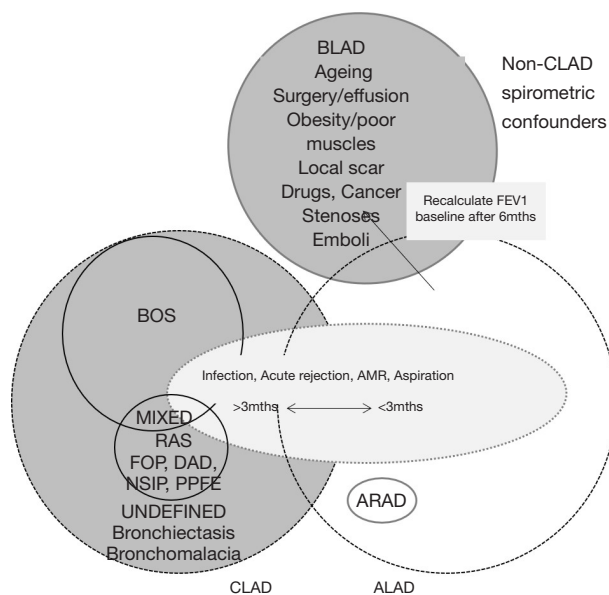 BLAD
Ageing
Surgery/effusion
Obesity/poor
muscles
Local scar
Drugs, Cancer
Stenoses
Emboli
Non-CLAD
spirometric
confounders
Recalculate FEV1
baseline after 6mths
BOS
Infection, Acute rejection, AMR, Aspiration
>3mths
<3mths
MIXED
RAS
FOP, DAD,
NSIP, PPFE
UNDEFINED
Bronchiectasis
Bronchomalacia
ARAD
CLAD
ALAD